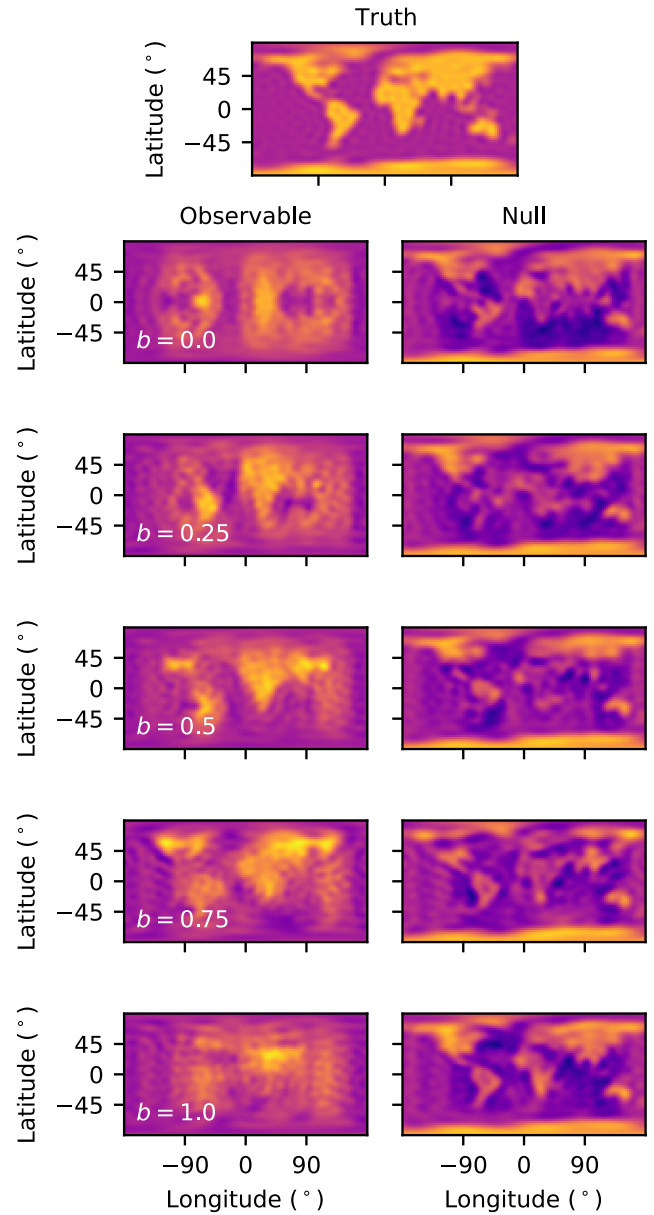 Truth
Latitude (°)
45
0
−45
Observable
Null
Latitude (°)
45
0
−45
b = 0.0
Latitude (°)
45
0
−45
b = 0.25
Latitude (°)
45
0
−45
b = 0.5
Latitude (°)
45
0
−45
b = 0.75
Latitude (°)
45
0
−45
b = 1.0
−90 0 90
−90 0 90
Longitude (°)
Longitude (°)